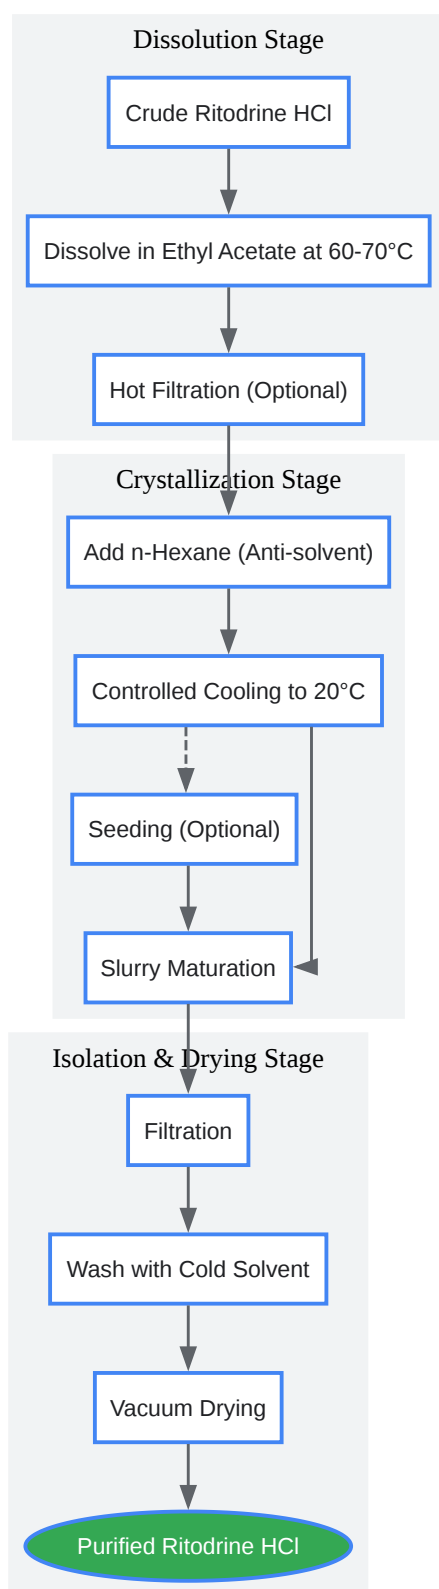 Dissolution Stage
Crude Ritodrine HCl
Dissolve in Ethyl Acetate at 60-70°C
Hot Filtration (Optional)
Crystallization Stage
Add n-Hexane (Anti-solvent)
Controlled Cooling to 20°C
Seeding (Optional)
Slurry Maturation
Isolation & Drying Stage
Filtration
Wash with Cold Solvent
Vacuum Drying
Purified Ritodrine HCl